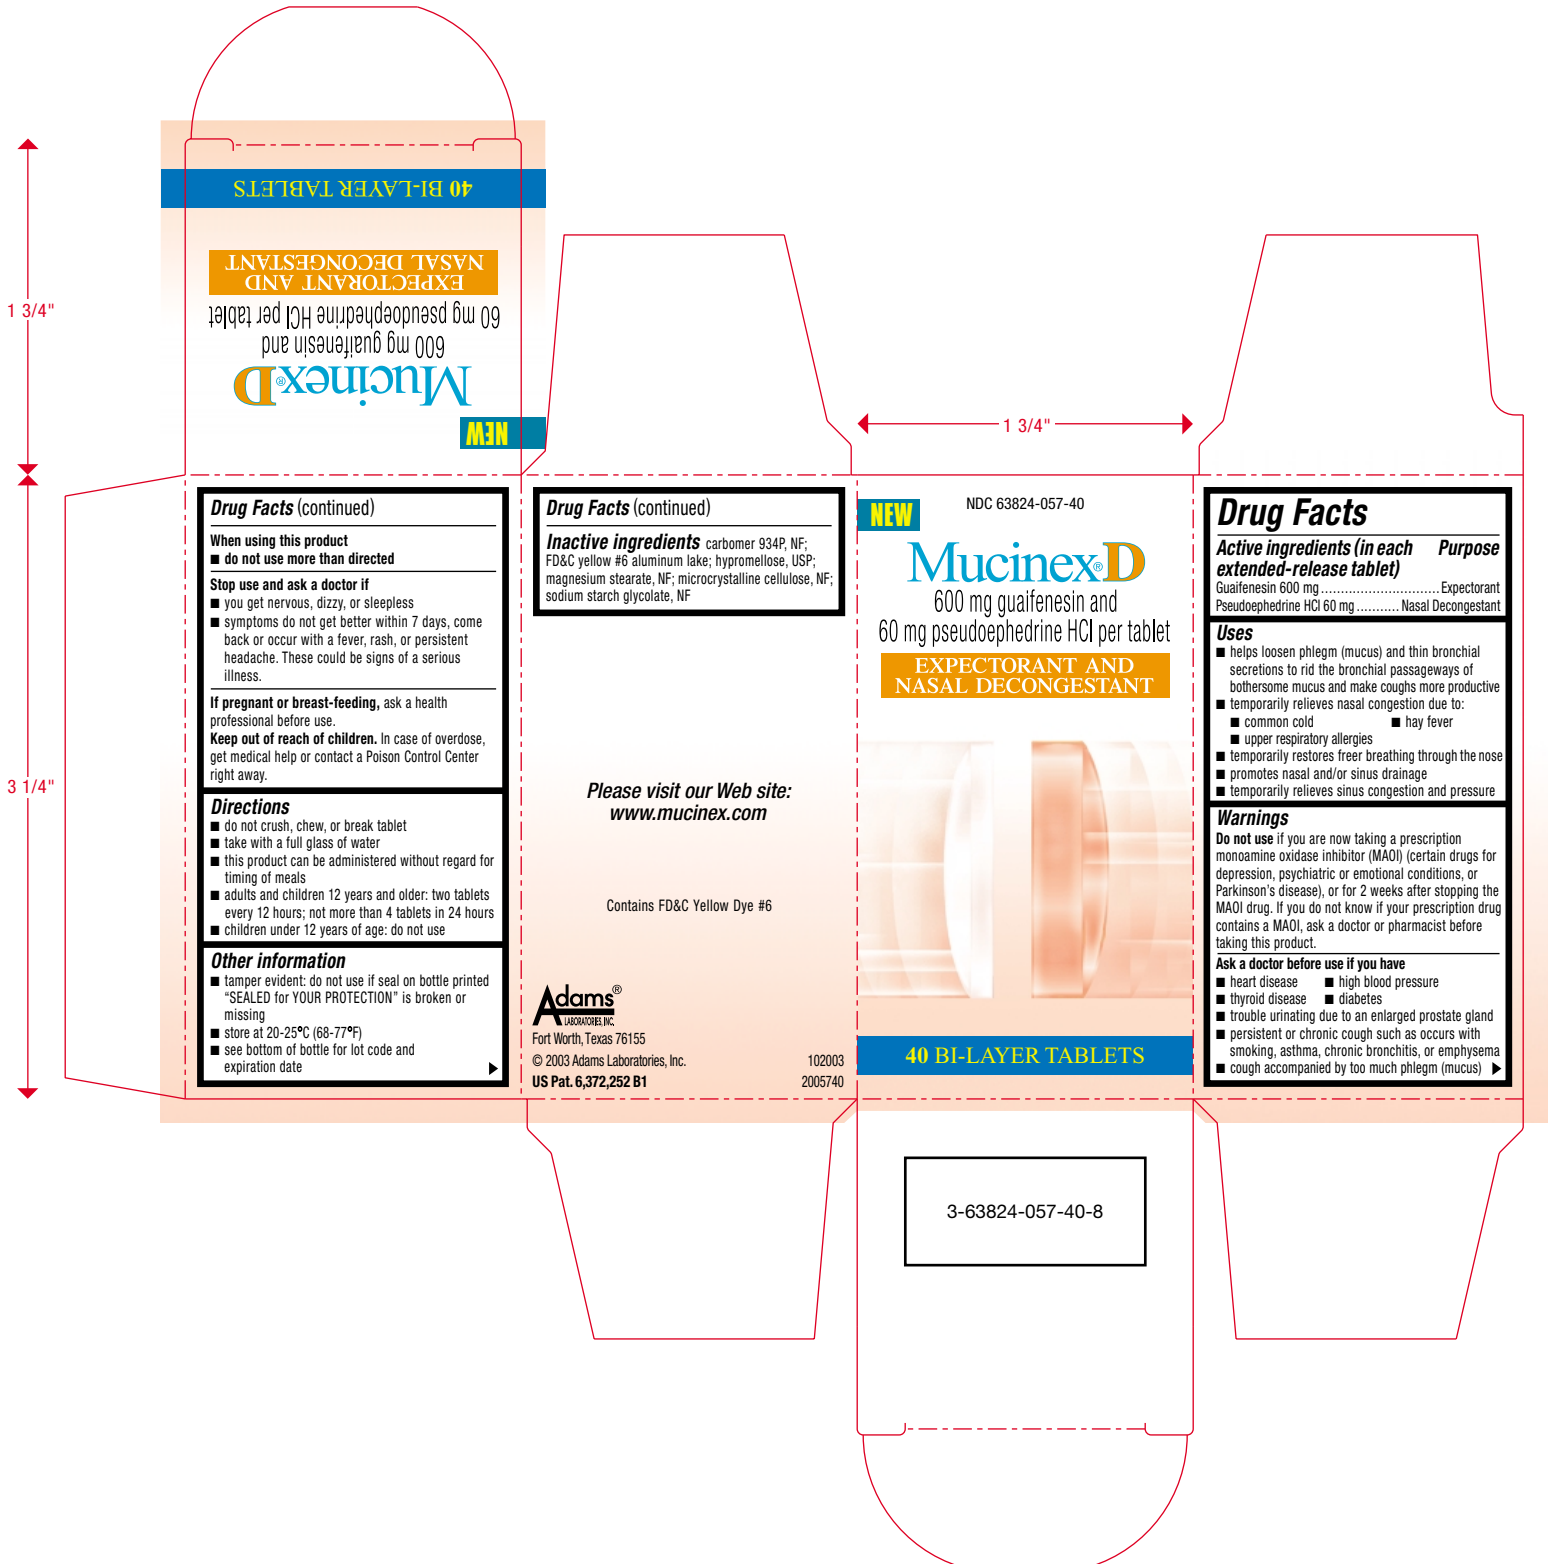 40 BI-LAYER TABLETS
EXPECTORANT AND
NASAL DECONGESTANT
600 mg guaifenesin and
60 mg pseudoephedrine HCl per tablet
Mucinex®D
NEW
1 3/4"
1 3/4"
3 1/4"
Drug Facts (continued)
When using this product
■ do not use more than directed
Stop use and ask a doctor if
■ you get nervous, dizzy, or sleepless
■ symptoms do not get better within 7 days, come
back or occur with a fever, rash, or persistent
headache. These could be signs of a serious
illness.
If pregnant or breast-feeding, ask a health
professional before use.
Keep out of reach of children. In case of overdose,
get medical help or contact a Poison Control Center
right away.
Directions
■ do not crush, chew, or break tablet
■ take with a full glass of water
■ this product can be administered without regard for
timing of meals
■ adults and children 12 years and older: two tablets
every 12 hours; not more than 4 tablets in 24 hours
■ children under 12 years of age: do not use
Other information
■ tamper evident: do not use if seal on bottle printed
“SEALED for YOUR PROTECTION” is broken or
missing
■ store at 20-25°C (68-77°F)
■ see bottom of bottle for lot code and
expiration date
Drug Facts (continued)
Inactive ingredients carbomer 934P, NF;
FD&C yellow #6 aluminum lake; hypromellose, USP;
magnesium stearate, NF; microcrystalline cellulose, NF;
sodium starch glycolate, NF
Please visit our Web site:
www.mucinex.com
Contains FD&C Yellow Dye #6
Adams®
LABORATORIES, INC.
Fort Worth, Texas 76155
© 2003 Adams Laboratories, Inc. 102003
US Pat. 6,372,252 B1 2005740
NEW
NDC 63824-057-40
Mucinex®D
600 mg guaifenesin and
60 mg pseudoephedrine HCl per tablet
EXPECTORANT AND
NASAL DECONGESTANT
40 BI-LAYER TABLETS
3-63824-057-40-8
Drug Facts
Active ingredients (in each Purpose
extended-release tablet)
Guaifenesin 600 mg............................Expectorant
Pseudoephedrine HCl 60 mg...........Nasal Decongestant
Uses
■ helps loosen phlegm (mucus) and thin bronchial
secretions to rid the bronchial passageways of
bothersome mucus and make coughs more productive
■ temporarily relieves nasal congestion due to:
■ common cold ■ hay fever
■ upper respiratory allergies
■ temporarily restores freer breathing through the nose
■ promotes nasal and/or sinus drainage
■ temporarily relieves sinus congestion and pressure
Warnings
Do not use if you are now taking a prescription
monoamine oxidase inhibitor (MAOI) (certain drugs for
depression, psychiatric or emotional conditions, or
Parkinson's disease), or for 2 weeks after stopping the
MAOI drug. If you do not know if your prescription drug
contains a MAOI, ask a doctor or pharmacist before
taking this product.
Ask a doctor before use if you have
■ heart disease ■ high blood pressure
■ thyroid disease ■ diabetes
■ trouble urinating due to an enlarged prostate gland
■ persistent or chronic cough such as occurs with
smoking, asthma, chronic bronchitis, or emphysema
■ cough accompanied by too much phlegm (mucus)